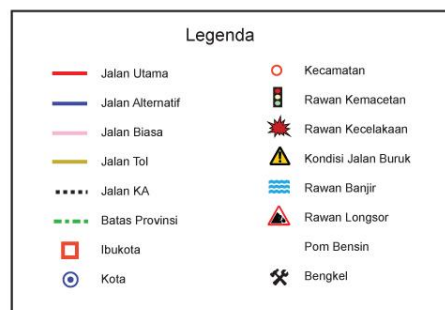 Legenda
Jalan Utama
Jalan Alternatif
Jalan Biasa
Jalan Tol
Jalan KA
Batas Provinsi
Ibukota
Kota
Kecamatan
Rawan Kemacetan
Rawan Kecelakaan
Kondisi Jalan Buruk
Rawan Banjir
Rawan Longsor
Pom Bensin
Bengkel